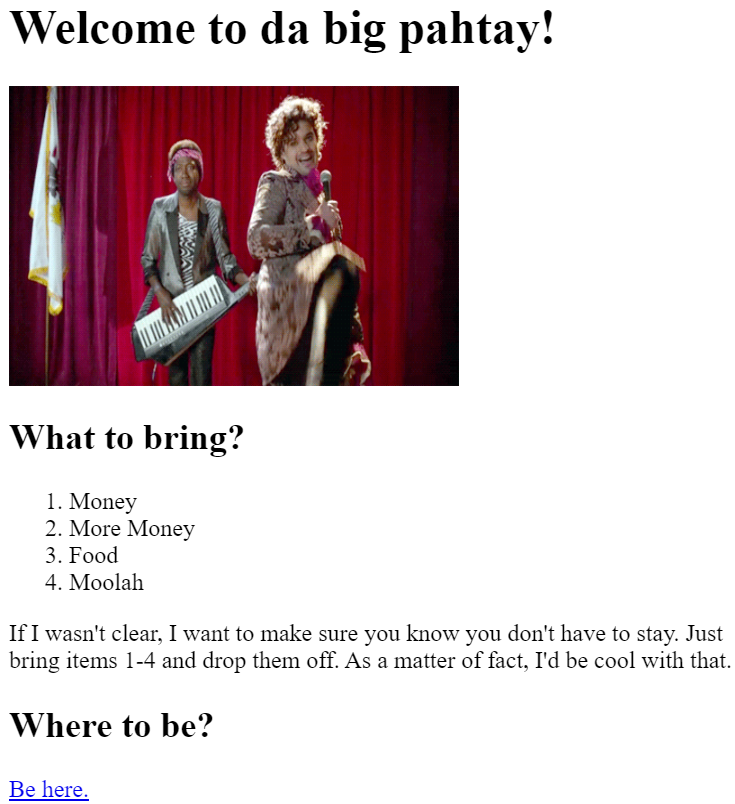 Welcome to da big pahtay!
What to bring?
1. Money
2. More Money
3. Food
4. Moolah
If I wasn't clear, I want to make sure you know you don't have to stay. Just
bring items 1-4 and drop them off. As a matter of fact, I'd be cool with that.
Where to be?
Be here.